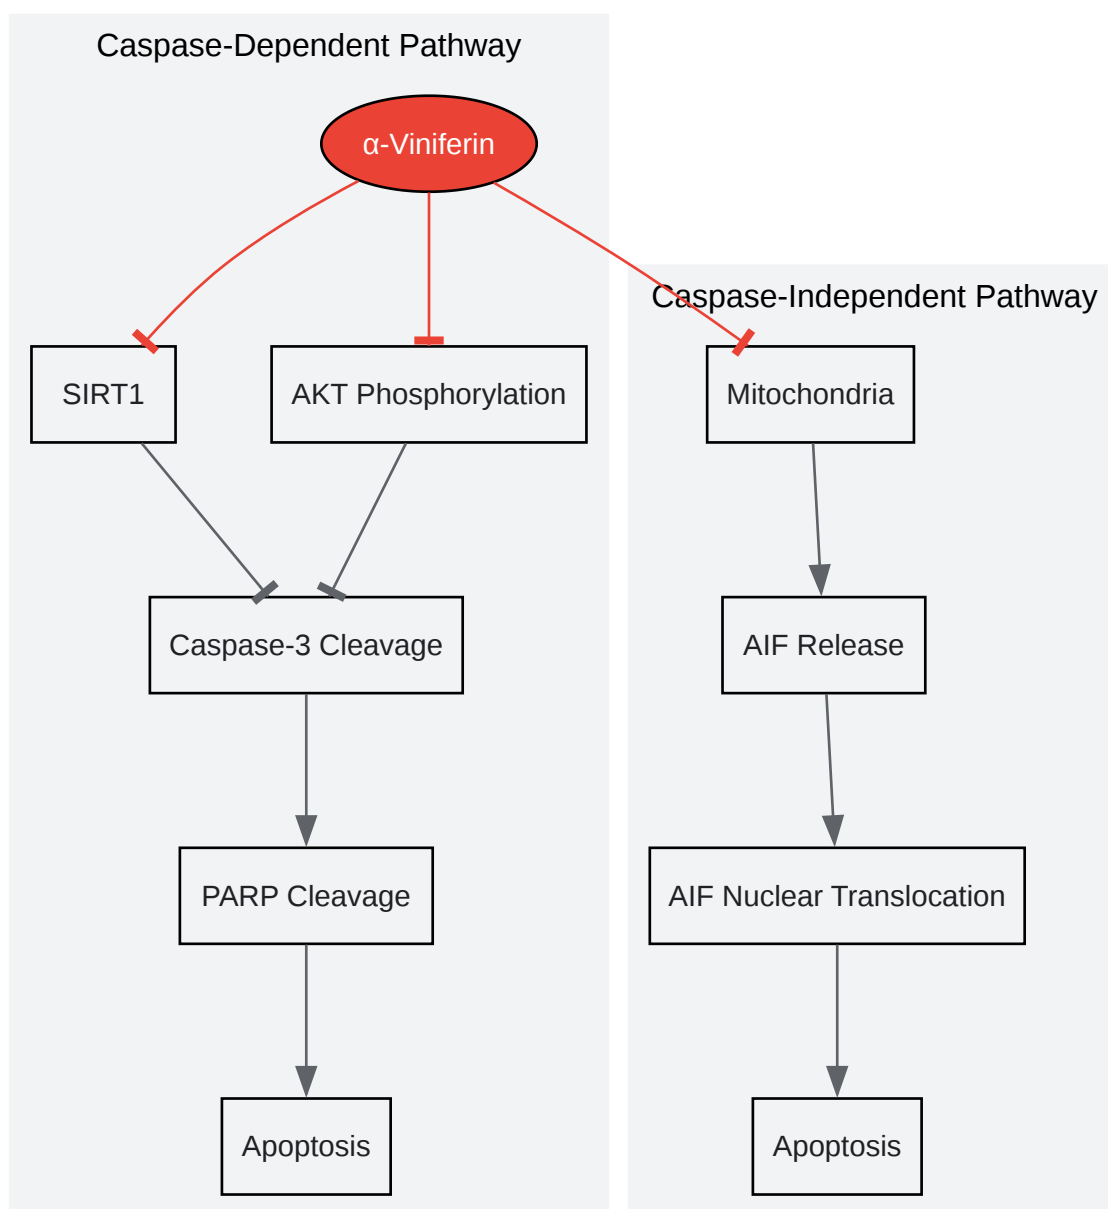 Caspase-Dependent Pathway
α-Viniferin
Caspase-Independent Pathway
SIRT1
AKT Phosphorylation
Mitochondria
Caspase-3 Cleavage
AIF Release
PARP Cleavage
AIF Nuclear Translocation
Apoptosis
Apoptosis